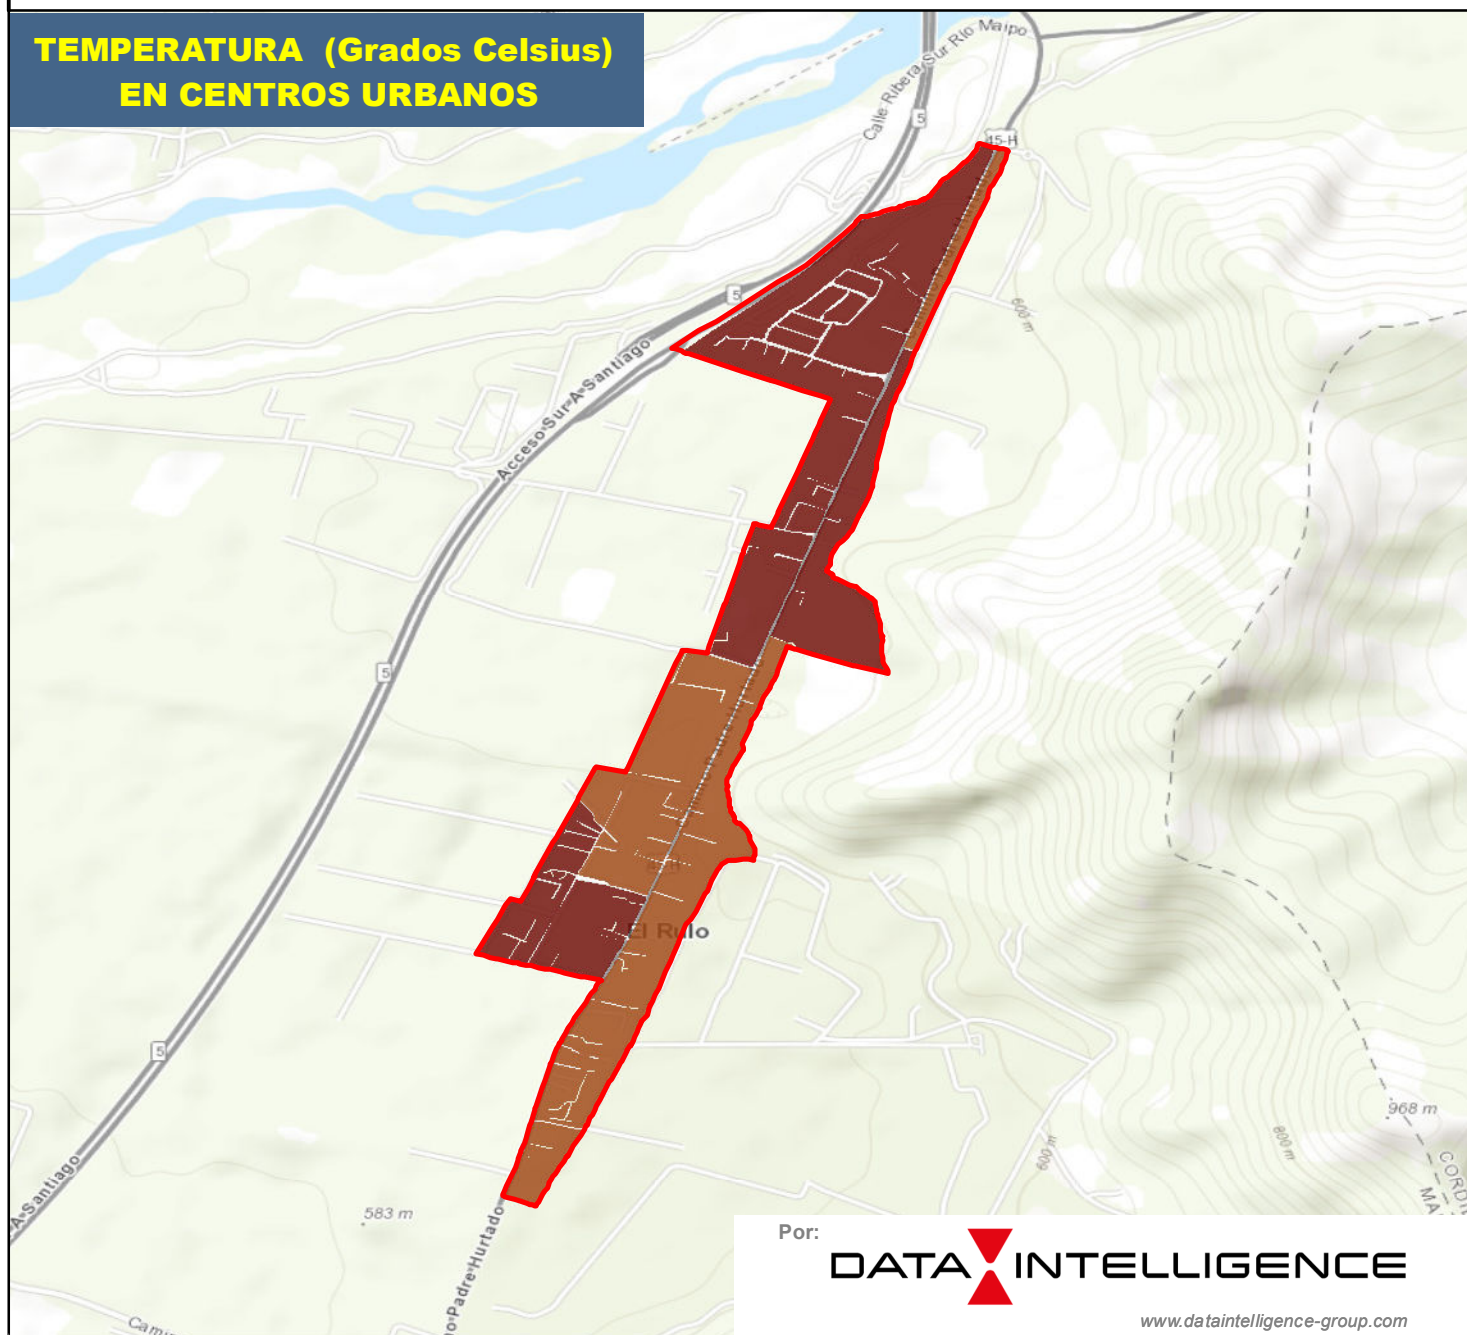 TEMPERATURA (Grados Celsius)
EN CENTROS URBANOS
Calle Ribera Sur Río Maipo
5
45-H
5
600 m
Acceso Sur A Santiago
5
El Rulo
5
968 m
600 m
800 m
A Santiago
583 m
Padre Hurtado
Por:
DATA INTELLIGENCE
www.dataintelligence-group.com